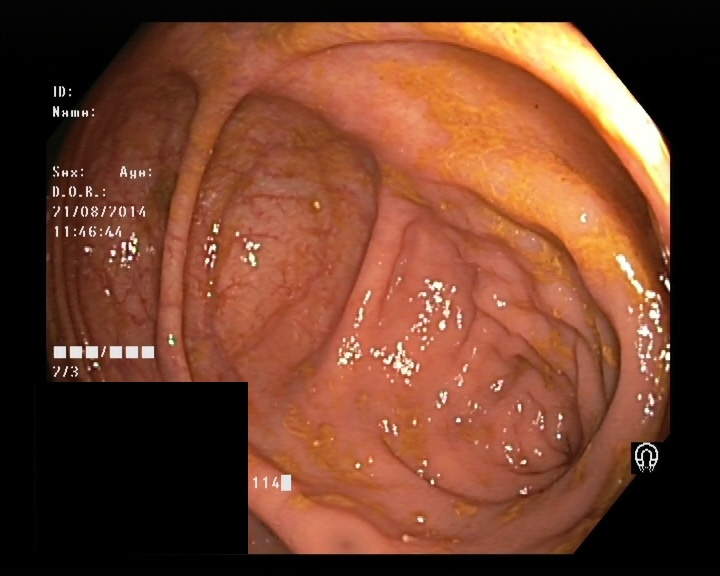 ID:
Name:
Sex: Age:
D.O.R.:
21/08/2014
11:46:44
■■■/■■■
2/3
114